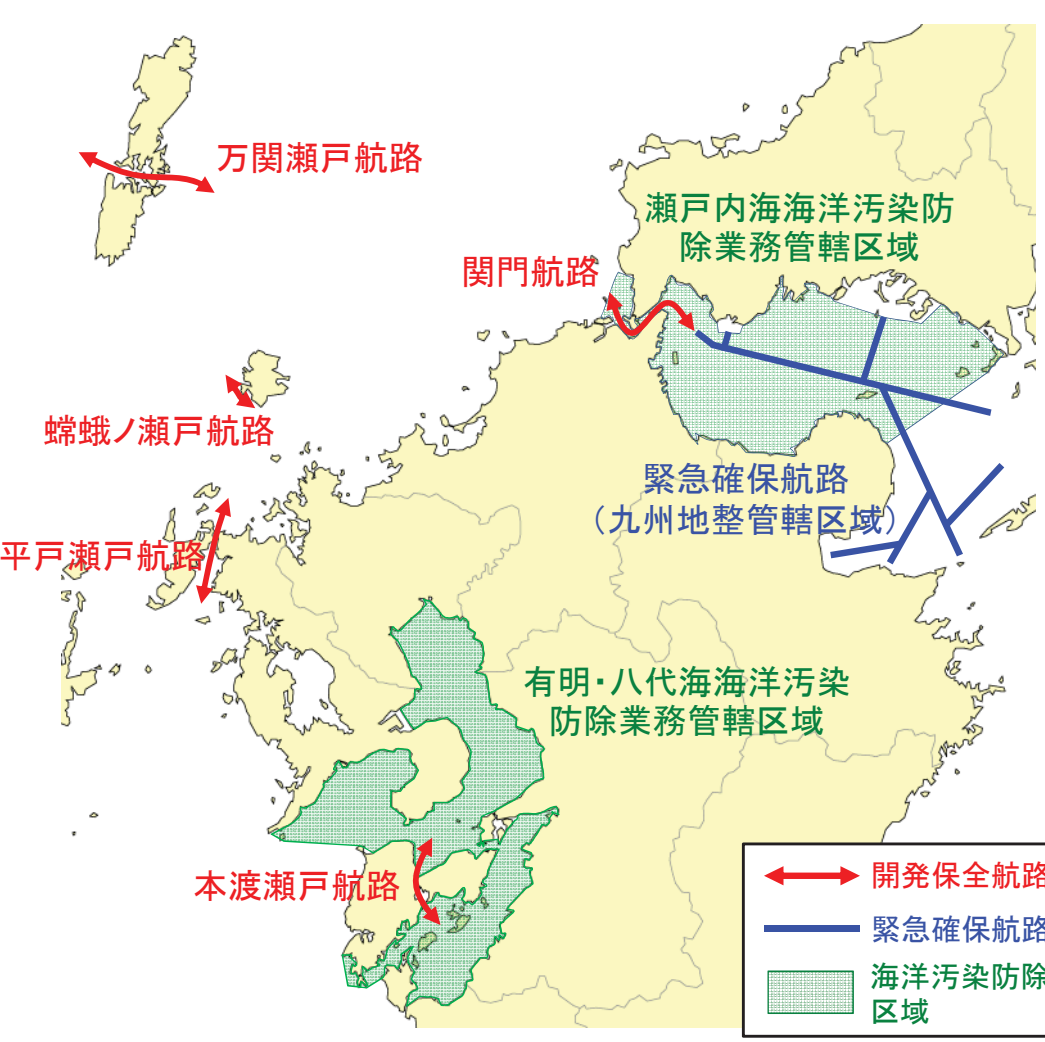 万関瀬戸航路
瀬戸内海海洋汚染防
除業務管轄区域
関門航路
蠑蛾ノ瀬戸航路
緊急確保航路
（九州地整管轄区域）
平戸瀬戸航路
有明・八代海海洋汚染
防除業務管轄区域
本渡瀬戸航路
開発保全航路
緊急確保航路
海洋汚染防除
区域